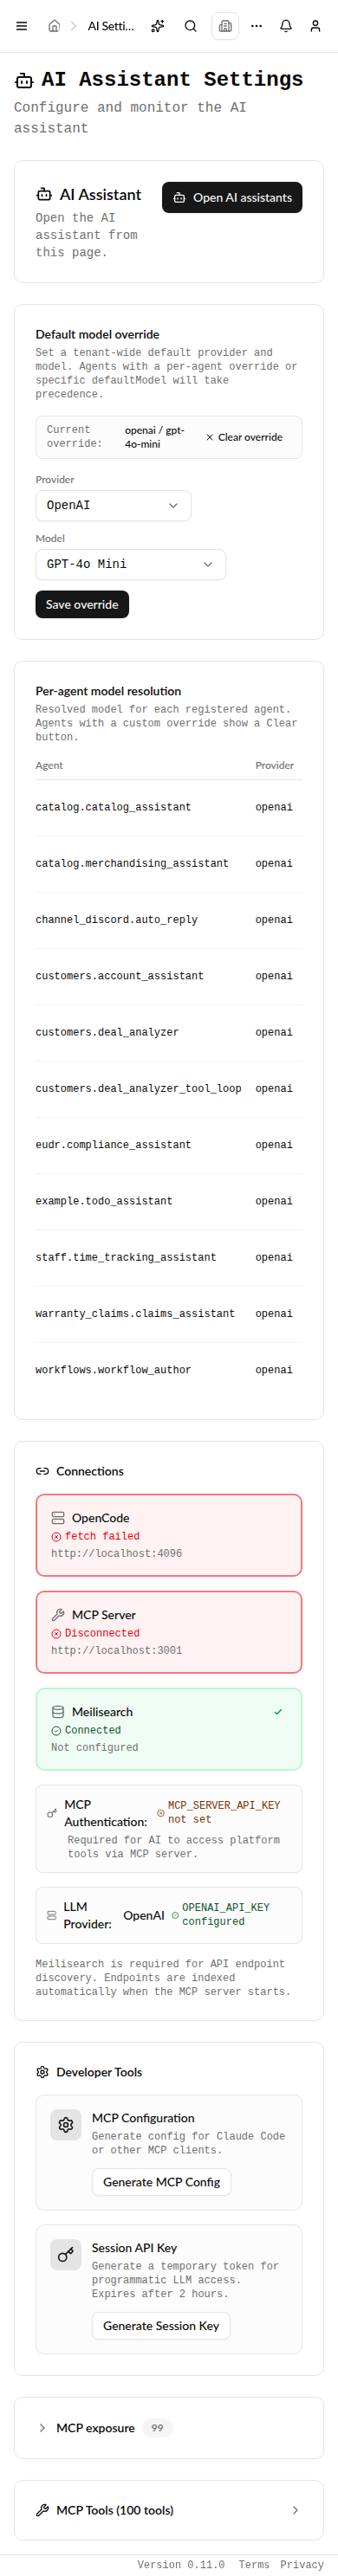 AI Setti...
AI Assistant Settings
Configure and monitor the AI
assistant
AI Assistant
Open AI assistants
Open the AI
assistant from
this page.
Default model override
Set a tenant-wide default provider and
model. Agents with a per-agent override or
specific defaultModel will take
precedence.
Current
override:
openai / gpt-
4o-mini
Clear override
Provider
OpenAI
Model
GPT-4o Mini
Save override
Per-agent model resolution
Resolved model for each registered agent.
Agents with a custom override show a Clear
button.
Agent Provider
catalog.catalog_assistant openai
catalog.merchandising_assistant openai
channel_discord.auto_reply openai
customers.account_assistant openai
customers.deal_analyzer openai
customers.deal_analyzer_tool_loop openai
eudr.compliance_assistant openai
example.todo_assistant openai
staff.time_tracking_assistant openai
warranty_claims.claims_assistant openai
workflows.workflow_author openai
Connections
OpenCode
fetch failed
http://localhost:4096
MCP Server
Disconnected
http://localhost:3001
Meilisearch
Connected
Not configured
MCP
Authentication:
MCP_SERVER_API_KEY
not set
Required for AI to access platform
tools via MCP server.
LLM
Provider:
OpenAI
OPENAI_API_KEY
configured
Meilisearch is required for API endpoint
discovery. Endpoints are indexed
automatically when the MCP server starts.
Developer Tools
MCP Configuration
Generate config for Claude Code
or other MCP clients.
Generate MCP Config
Session API Key
Generate a temporary token for
programmatic LLM access.
Expires after 2 hours.
Generate Session Key
MCP exposure 99
MCP Tools (100 tools)
Version 0.11.0 Terms Privacy